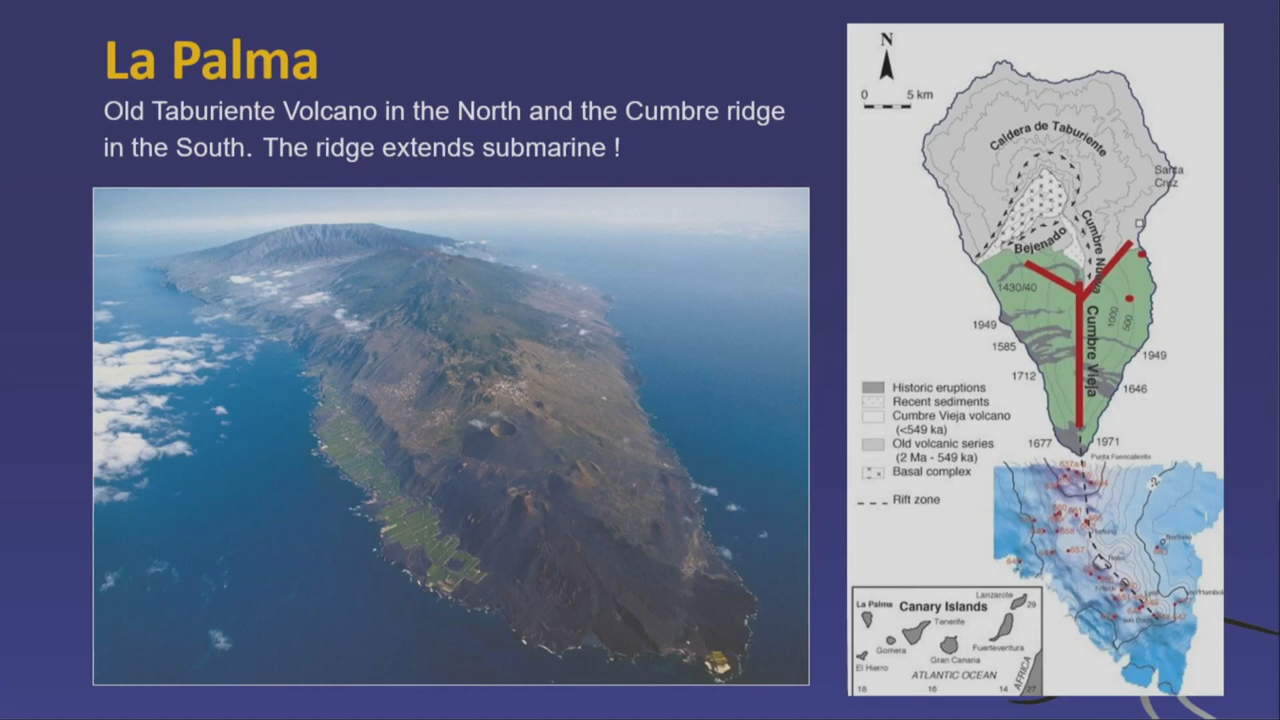 La Palma
Old Taburiente Volcano in the North and the Cumbre ridge
in the South. The ridge extends submarine !
N
0 5 km
Caldera de Taburiente
Santa
Cruz
Bejenado
Cumbre Nueva
1430/40
1000
500
Cumbre Vieja
1949
1585
1949
1712
1646
Historic eruptions
Recent sediments
Cumbre Vieja volcano
(<549 ka)
Old volcanic series
(2 Ma - 549 ka)
Basal complex
Rift zone
1677
1971
Punta Fuencaliente
-2
657
Lanzarote
La Palma
Canary Islands
29
Tenerife
Gomera
Fuerteventura
Gran Canaria
El Hierro
ATLANTIC OCEAN
AFRICA
18 16 14 27